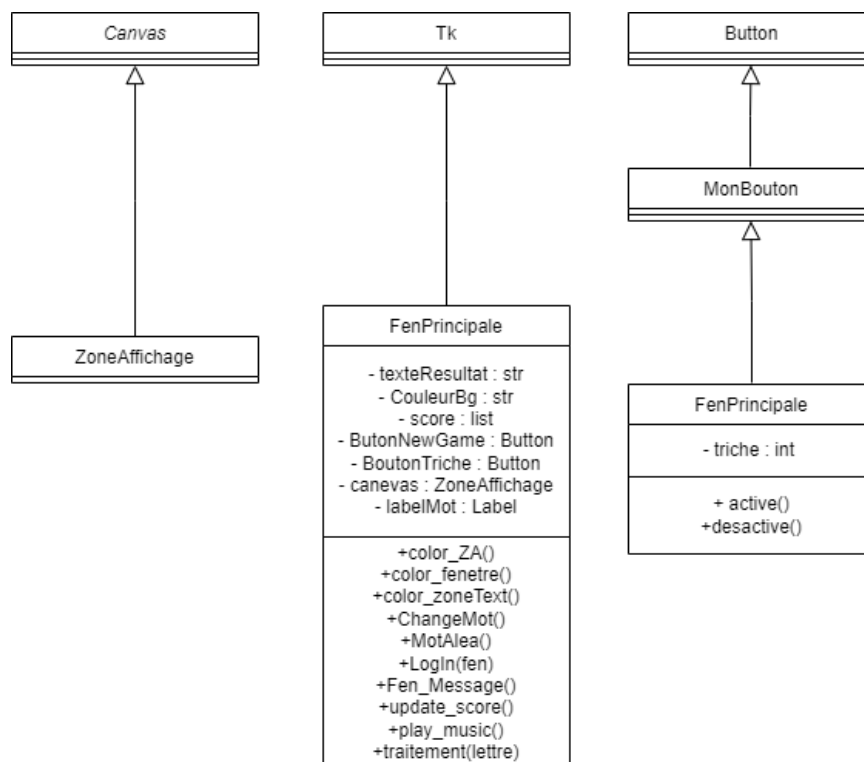 Canvas
Tk
Button
MonBouton
ZoneAffichage
FenPrincipale
- texteResultat : str
- CouleurBg : str
- score : list
- ButonNewGame : Button
- BoutonTriche : Button
- canevas : ZoneAffichage
- labelMot : Label
+color_ZA()
+color_fenetre()
+color_zoneText()
+ChangeMot()
+MotAlea()
+LogIn(fen)
+Fen_Message()
+update_score()
+play_music()
+traitement(lettre)
FenPrincipale
- triche : int
+ active()
+desactive()